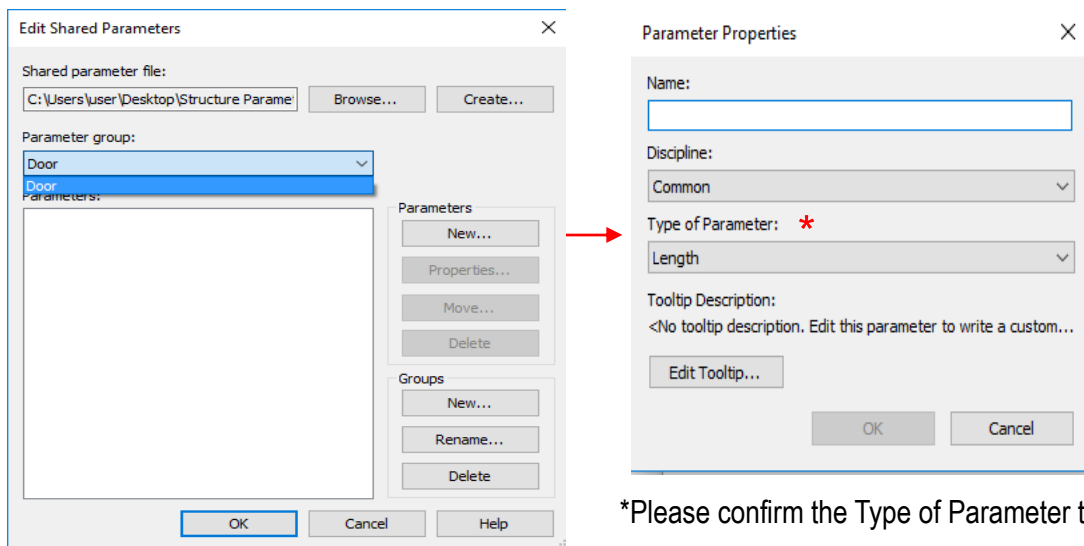 Edit Shared Parameters
Shared parameter file:
C:\Users\user\Desktop\Structure Parame
Browse...
Create...
Parameter group:
Door
Door
Parameters:
Parameters
New...
Properties...
Move...
Delete
Groups
New...
Rename...
Delete
OK
Cancel
Help
Parameter Properties
Name:
Discipline:
Common
Type of Parameter: *
Length
Tooltip Description:
<No tooltip description. Edit this parameter to write a custom...
Edit Tooltip...
OK
Cancel
*Please confirm the Type of Parameter